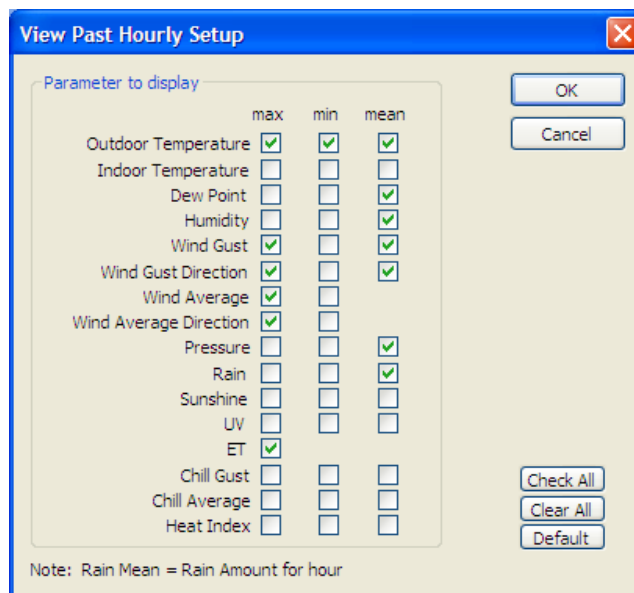 View Past Hourly Setup
Parameter to display
max min mean
Outdoor Temperature
Indoor Temperature
Dew Point
Humidity
Wind Gust
Wind Gust Direction
Wind Average
Wind Average Direction
Pressure
Rain
Sunshine
UV
ET
Chill Gust
Chill Average
Heat Index
OK
Cancel
Check All
Clear All
Default
Note: Rain Mean = Rain Amount for hour